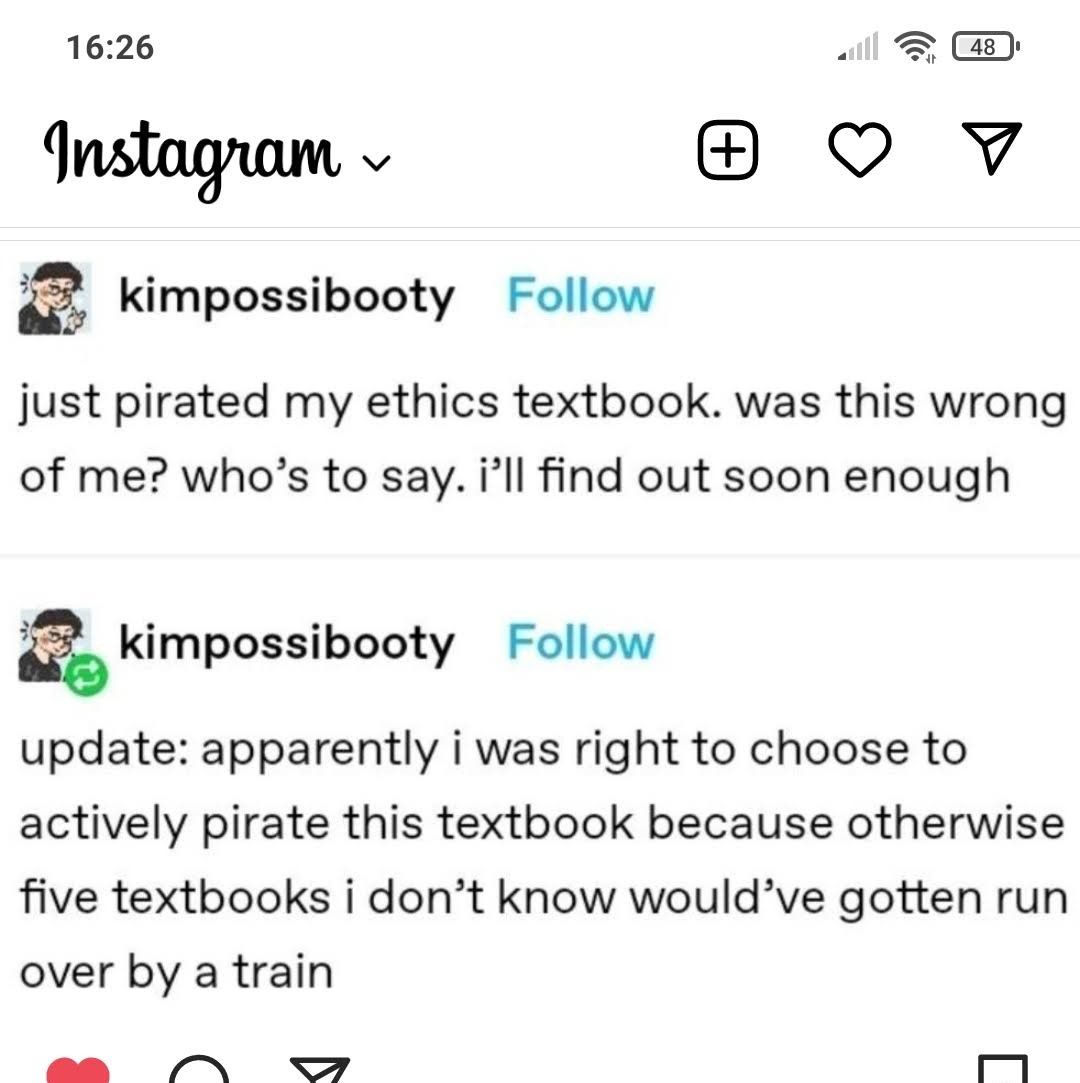 16:26
48
Instagram
kimpossibooty Follow
just pirated my ethics textbook. was this wrong
of me? who's to say. i'll find out soon enough
kimpossibooty Follow
update: apparently i was right to choose to
actively pirate this textbook because otherwise
five textbooks i don't know would've gotten run
over by a train